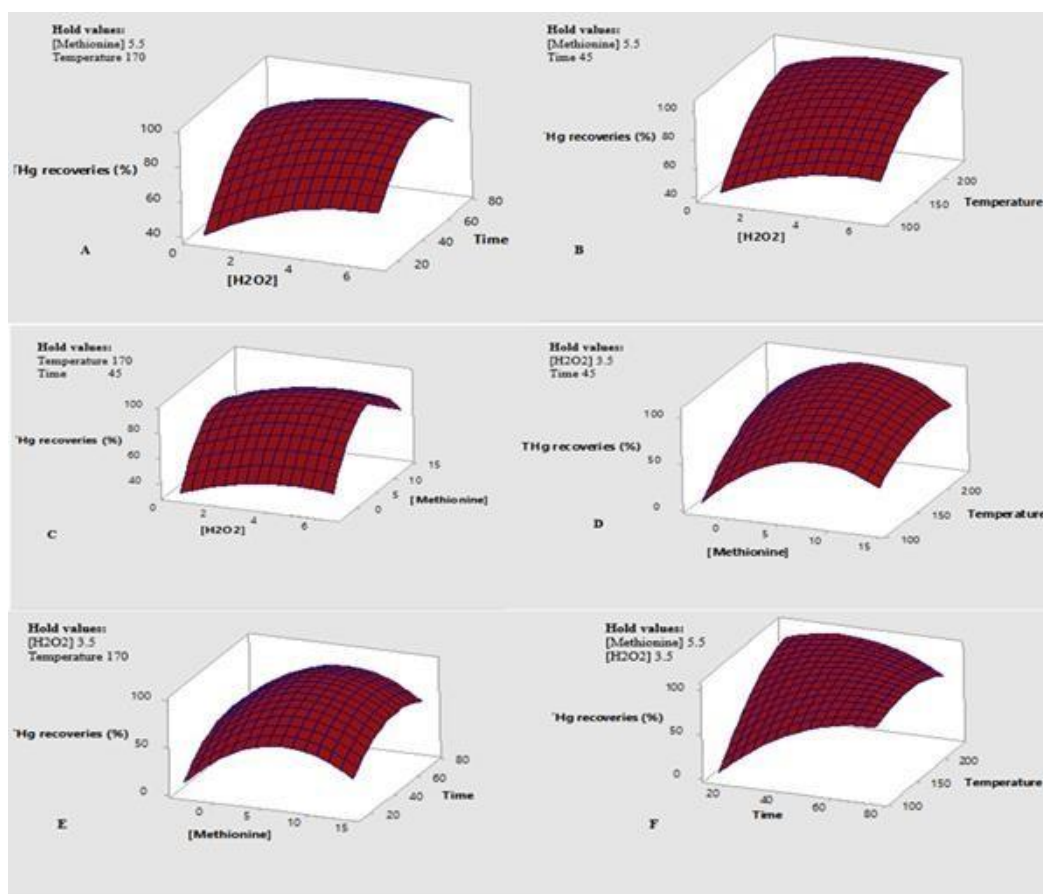 Hold values:
[Methionine] 5.5
Temperature 170
100
80
60
40
THg recoveries (%)
0
2
4
6
[H2O2]
20
40
60
80
Time
A
Hold values:
[Methionine] 5.5
Time 45
100
80
60
40
Hg recoveries (%)
0
2
4
6
[H2O2]
100
150
200
Temperature
B
Hold values:
Temperature 170
Time 45
100
80
60
40
Hg recoveries (%)
0
2
4
6
[H2O2]
0
5
10
15
[Methionine]
C
Hold values:
[H2O2] 3.5
Time 45
100
50
0
THg recoveries (%)
0
5
10
15
[Methionine]
100
150
200
Temperature
D
Hold values:
[H2O2] 3.5
Temperature 170
100
50
0
Hg recoveries (%)
0
5
10
15
[Methionine]
20
40
60
80
Time
E
Hold values:
[Methionine] 5.5
[H2O2] 3.5
100
50
0
Hg recoveries (%)
20
40
60
80
Time
100
150
200
Temperature
F